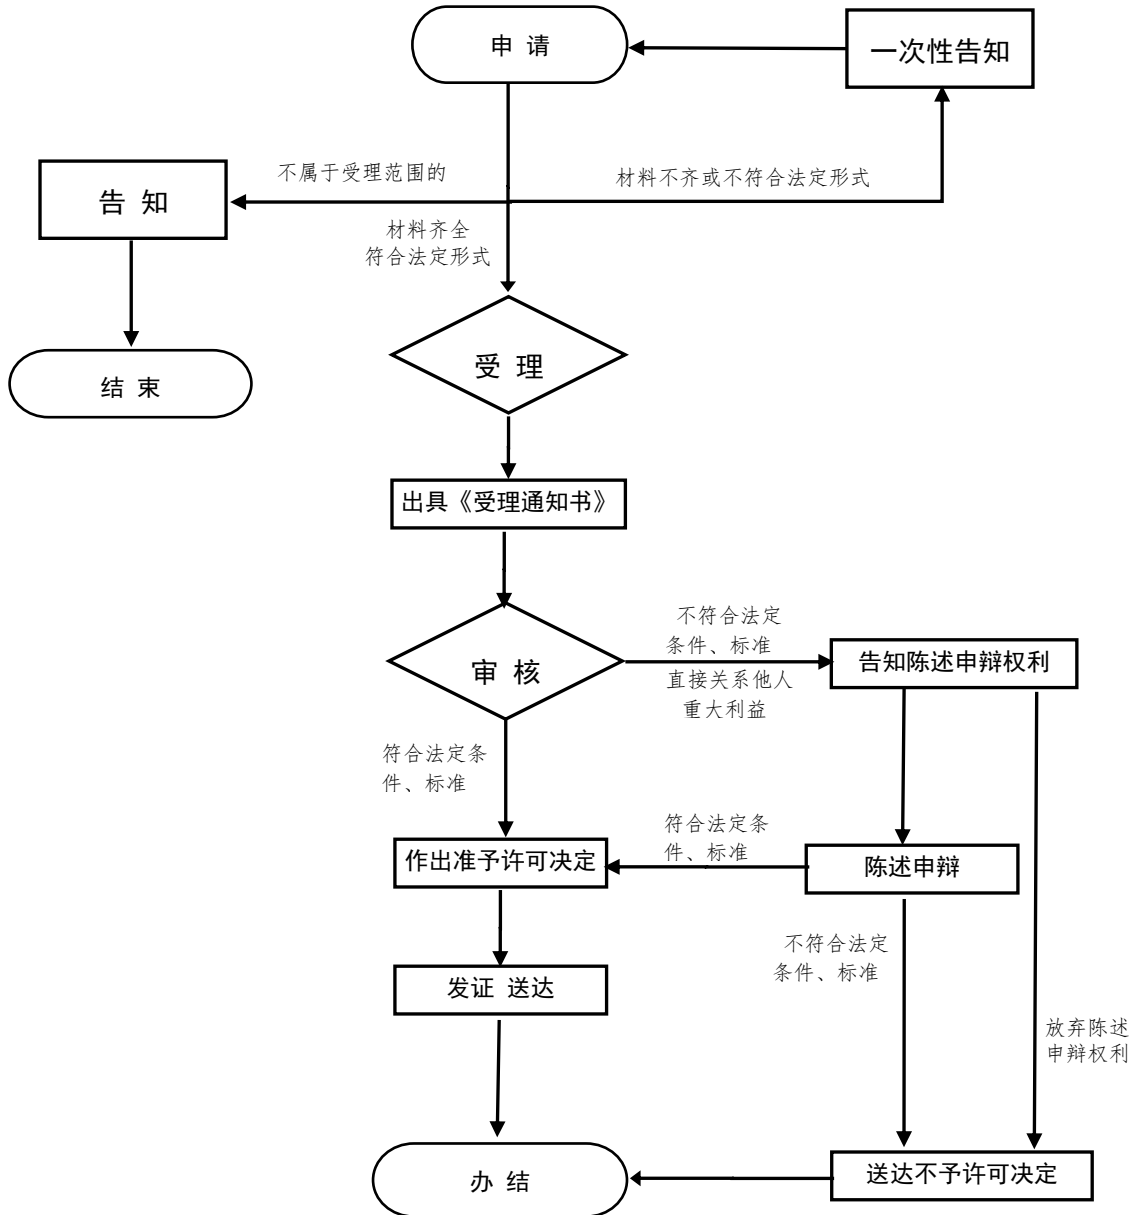 申 请
一次性告知
不属于受理范围的
材料不齐或不符合法定形式
告 知
材料齐全
符合法定形式
受 理
结 束
出具《受理通知书》
不符合法定
条件、标准
审 核
告知陈述申辩权利
直接关系他人
重大利益
符合法定条
件、标准
符合法定条
件、标准
作出准予许可决定
陈述申辩
不符合法定
条件、标准
发证 送达
放弃陈述
申辩权利
办 结
送达不予许可决定